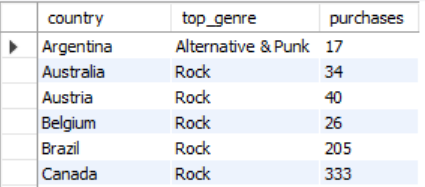 country top_genre purchases
Argentina Alternative & Punk 17
Australia Rock 34
Austria Rock 40
Belgium Rock 26
Brazil Rock 205
Canada Rock 333